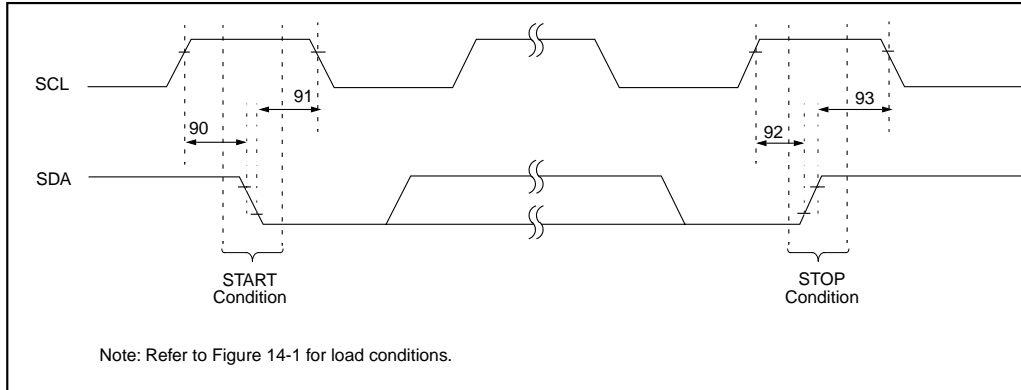 SCL
91
93
90
92
SDA
START
Condition
STOP
Condition
Note: Refer to Figure 14-1 for load conditions.